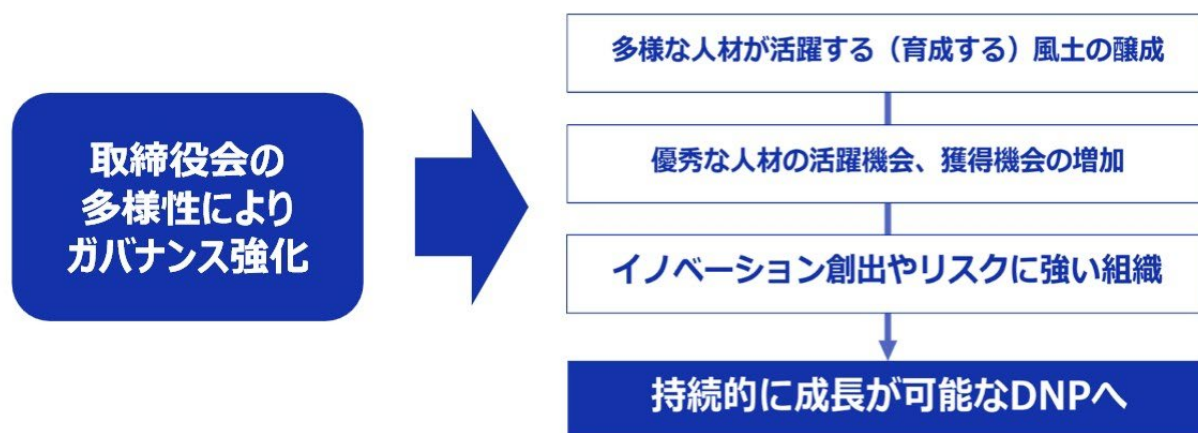 取締役会の
多様性により
ガバナンス強化
多様な人材が活躍する（育成する）風土の醸成
優秀な人材の活躍機会、獲得機会の増加
イノベーション創出やリスクに強い組織
持続的に成長が可能なDNPへ